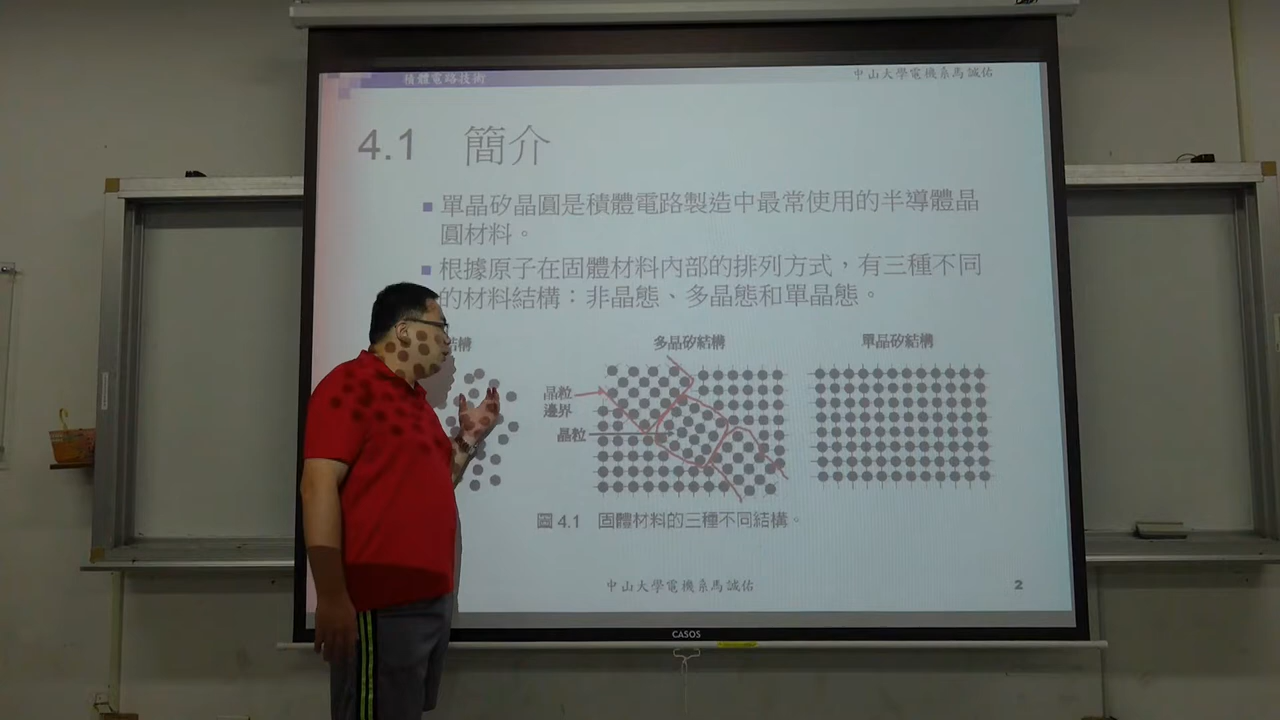 積體電路技術
中山大學電機系馬誠佑
4.1 簡介
單晶矽晶圓是積體電路製造中最常使用的半導體晶
圓材料。
根據原子在固體材料內部的排列方式，有三種不同
的材料結構：非晶態、多晶態和單晶態。
結構
多晶矽結構
單晶矽結構
晶粒
邊界
晶粒
圖 4.1 固體材料的三種不同結構。
中山大學電機系馬誠佑
2
CASOS